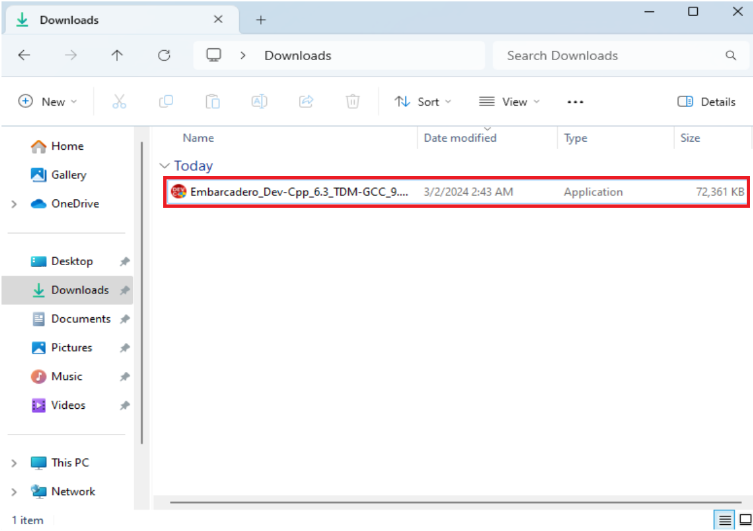 Downloads
Downloads
Search Downloads
New
Sort
View
Details
Name Date modified Type Size
Today
Embarcadero_Dev-Cpp_6.3_TDM-GCC_9.... 3/2/2024 2:43 AM Application 72,361 KB
Home
Gallery
OneDrive
Desktop
Downloads
Documents
Pictures
Music
Videos
This PC
Network
1 item